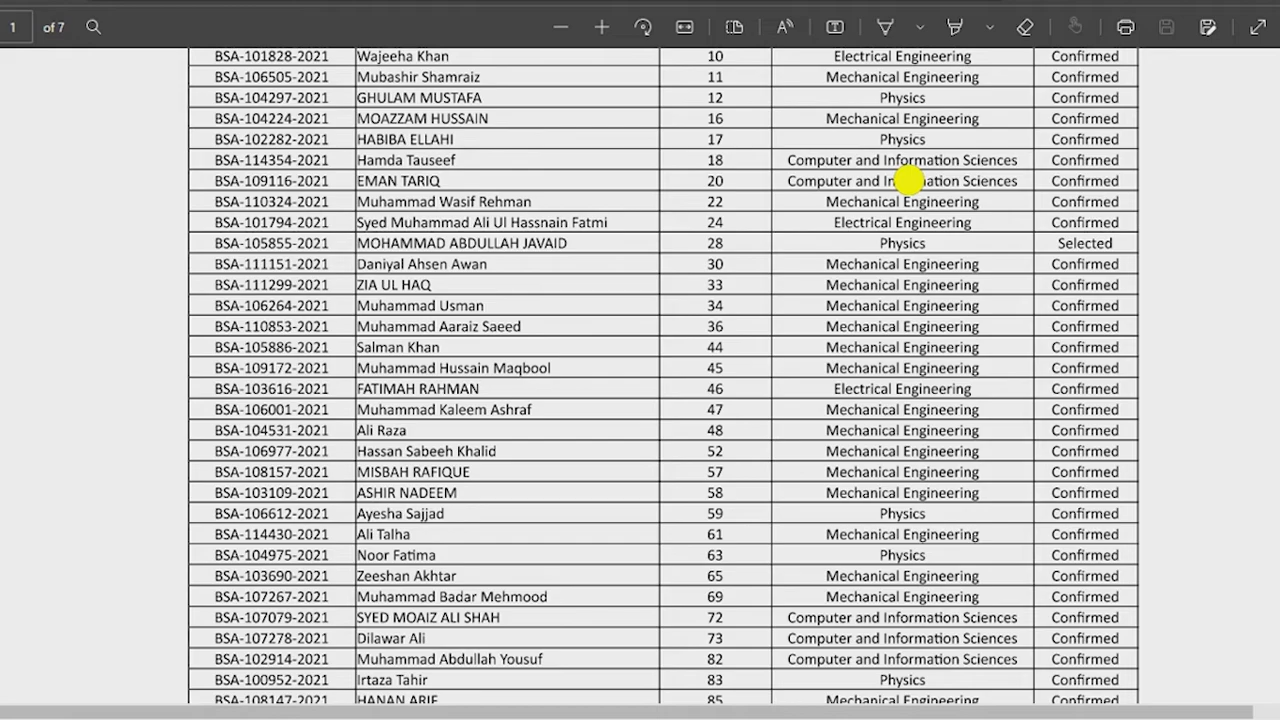 1 of 7
BSA-101828-2021 Wajeeha Khan 10 Electrical Engineering Confirmed
BSA-106505-2021 Mubashir Shamraiz 11 Mechanical Engineering Confirmed
BSA-104297-2021 GHULAM MUSTAFA 12 Physics Confirmed
BSA-104224-2021 MOAZZAM HUSSAIN 16 Mechanical Engineering Confirmed
BSA-102282-2021 HABIBA ELLAHI 17 Physics Confirmed
BSA-114354-2021 Hamda Tauseef 18 Computer and Information Sciences Confirmed
BSA-109116-2021 EMAN TARIQ 20 Computer and Information Sciences Confirmed
BSA-110324-2021 Muhammad Wasif Rehman 22 Mechanical Engineering Confirmed
BSA-101794-2021 Syed Muhammad Ali Ul Hassnain Fatmi 24 Electrical Engineering Confirmed
BSA-105855-2021 MOHAMMAD ABDULLAH JAVAID 28 Physics Selected
BSA-111151-2021 Daniyal Ahsen Awan 30 Mechanical Engineering Confirmed
BSA-111299-2021 ZIA UL HAQ 33 Mechanical Engineering Confirmed
BSA-106264-2021 Muhammad Usman 34 Mechanical Engineering Confirmed
BSA-110853-2021 Muhammad Aaraiz Saeed 36 Mechanical Engineering Confirmed
BSA-105886-2021 Salman Khan 44 Mechanical Engineering Confirmed
BSA-109172-2021 Muhammad Hussain Maqbool 45 Mechanical Engineering Confirmed
BSA-103616-2021 FATIMAH RAHMAN 46 Electrical Engineering Confirmed
BSA-106001-2021 Muhammad Kaleem Ashraf 47 Mechanical Engineering Confirmed
BSA-104531-2021 Ali Raza 48 Mechanical Engineering Confirmed
BSA-106977-2021 Hassan Sabeeh Khalid 52 Mechanical Engineering Confirmed
BSA-108157-2021 MISBAH RAFIQUE 57 Mechanical Engineering Confirmed
BSA-103109-2021 ASHIR NADEEM 58 Mechanical Engineering Confirmed
BSA-106612-2021 Ayesha Sajjad 59 Physics Confirmed
BSA-114430-2021 Ali Talha 61 Mechanical Engineering Confirmed
BSA-104975-2021 Noor Fatima 63 Physics Confirmed
BSA-103690-2021 Zeeshan Akhtar 65 Mechanical Engineering Confirmed
BSA-107267-2021 Muhammad Badar Mehmood 69 Mechanical Engineering Confirmed
BSA-107079-2021 SYED MOAIZ ALI SHAH 72 Computer and Information Sciences Confirmed
BSA-107278-2021 Dilawar Ali 73 Computer and Information Sciences Confirmed
BSA-102914-2021 Muhammad Abdullah Yousuf 82 Computer and Information Sciences Confirmed
BSA-100952-2021 Irtaza Tahir 83 Physics Confirmed
BSA-108147-2021 HANAN ARIF 85 Mechanical Engineering Confirmed